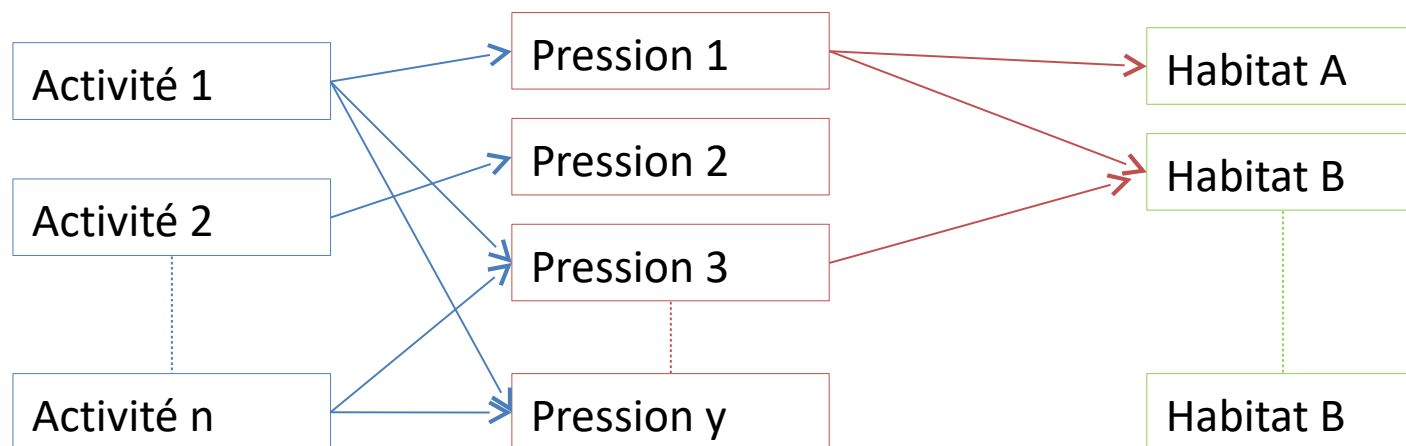 Activité 1
Activité 2
Activité n
Pression 1
Pression 2
Pression 3
Pression y
Habitat A
Habitat B
Habitat B